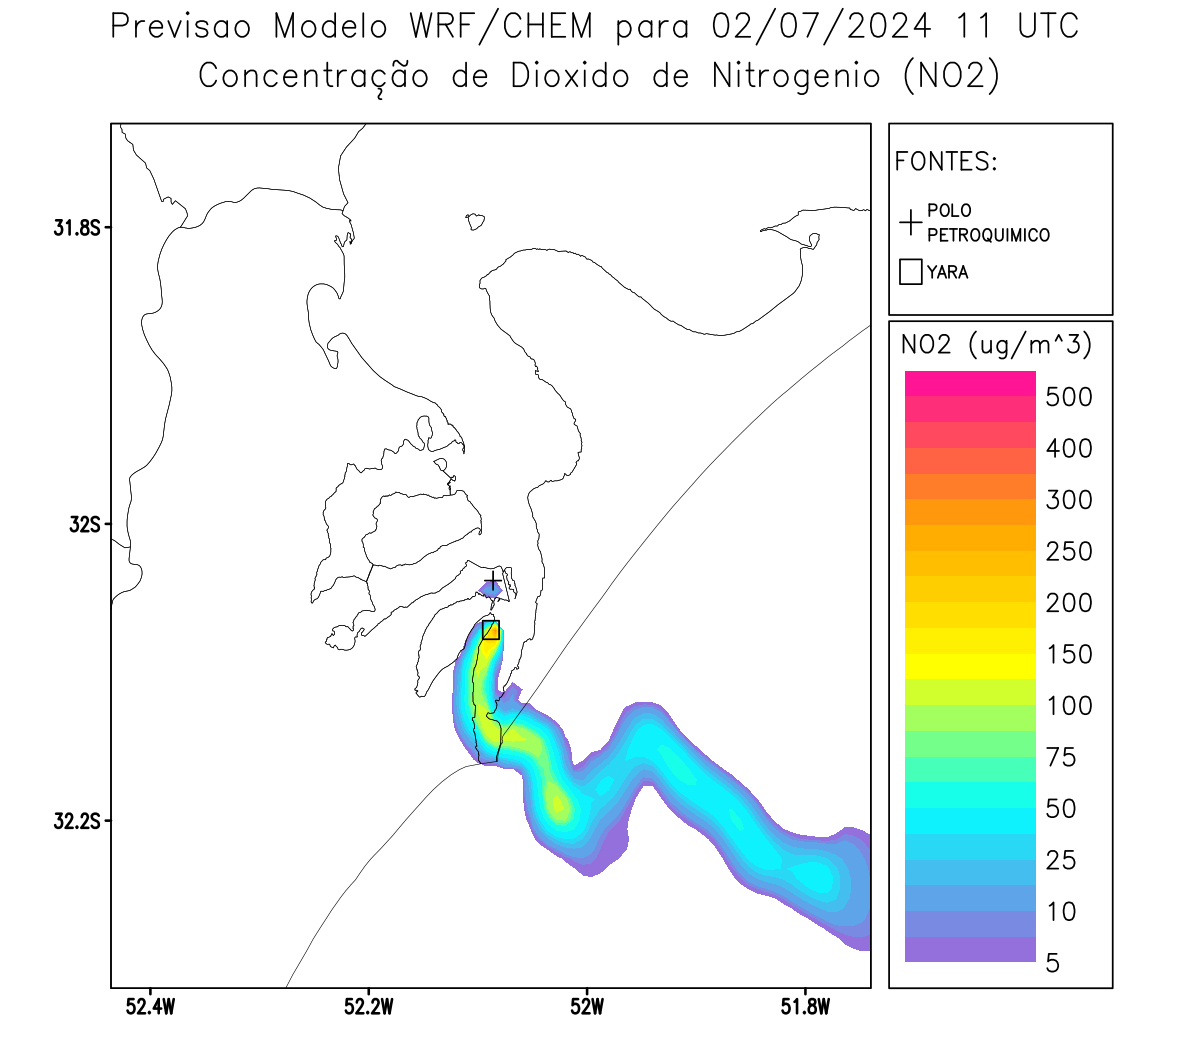 Previsao Modelo WRF/CHEM para 02/07/2024 11 UTC
Concentração de Dioxido de Nitrogenio (NO2)
FONTES:
POLO
PETROQUIMICO
YARA
NO2 (ug/m^3)
500
400
300
250
200
150
100
75
50
25
10
5
31.8S
32S
32.2S
52.4W
52.2W
52W
51.8W